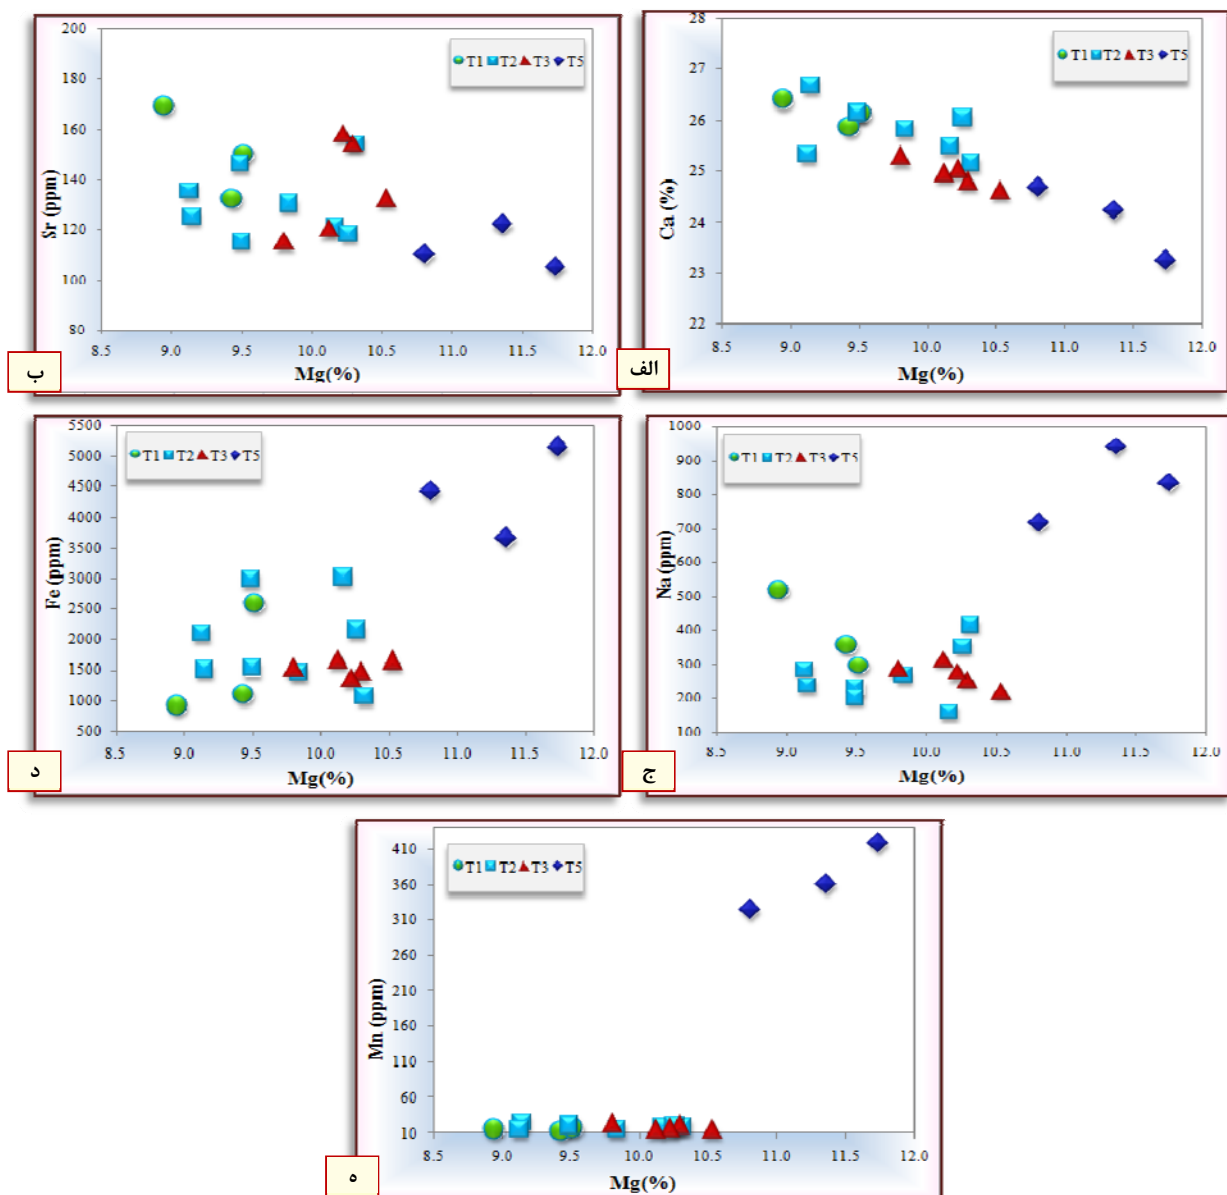 Sr (ppm)
200
180
160
140
120
100
80
T1 T2 T3 T5
8.5 9.0 9.5 10.0 10.5 11.0 11.5 12.0
Mg(%)
ب
Ca (%)
28
27
26
25
24
23
22
T1 T2 T3 T5
8.5 9.0 9.5 10.0 10.5 11.0 11.5 12.0
Mg(%)
الف
Fe (ppm)
5500
5000
4500
4000
3500
3000
2500
2000
1500
1000
500
T1 T2 T3 T5
8.5 9.0 9.5 10.0 10.5 11.0 11.5 12.0
Mg(%)
د
Na (ppm)
1000
900
800
700
600
500
400
300
200
100
T1 T2 T3 T5
8.5 9.0 9.5 10.0 10.5 11.0 11.5 12.0
Mg(%)
ج
Mn (ppm)
410
360
310
260
210
160
110
60
10
T1 T2 T3 T5
8.5 9.0 9.5 10.0 10.5 11.0 11.5 12.0
Mg(%)
ه